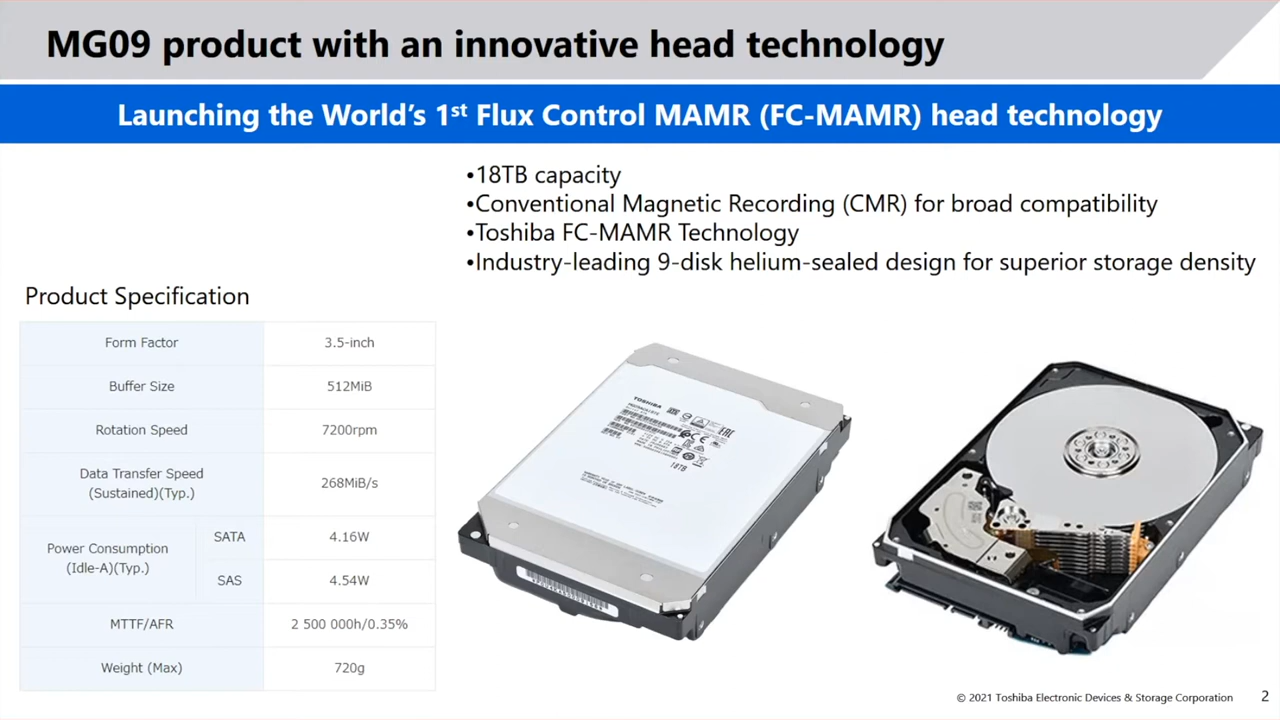 MG09 product with an innovative head technology
Launching the World's 1st Flux Control MAMR (FC-MAMR) head technology
•18TB capacity
•Conventional Magnetic Recording (CMR) for broad compatibility
•Toshiba FC-MAMR Technology
•Industry-leading 9-disk helium-sealed design for superior storage density
Product Specification
Form Factor 3.5-inch
Buffer Size 512MiB
Rotation Speed 7200rpm
Data Transfer Speed
(Sustained)(Typ.) 268MiB/s
Power Consumption
(Idle-A)(Typ.)
SATA 4.16W
SAS 4.54W
MTTF/AFR 2 500 000h/0.35%
Weight (Max) 720g
TOSHIBA
18TB
© 2021 Toshiba Electronic Devices & Storage Corporation 2